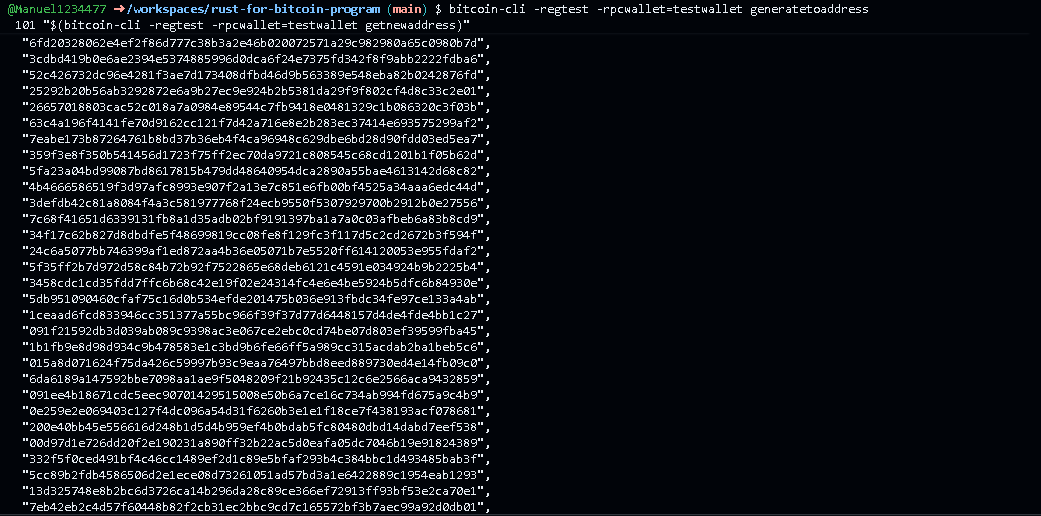 @Manuel1234477 ➜/workspaces/rust-for-bitcoin-program (main) $ bitcoin-cli -regtest -rpcwallet=testwallet generatetoaddress
101 "$(bitcoin-cli -regtest -rpcwallet=testwallet getnewaddress)"
"6fd20328062e4ef2f86d777c38b3a2e46b020072571a29c982980a65c0980b7d",
"3cdbd419b0e6ae2394e5374885996d0dca6f24e7375fd342f8f9abb2222fdba6",
"52c426732dc96e4281f3ae7d173408dfbd46d9b563389e548eba82b0242876fd",
"25292b20b56ab3292872e6a9b27ec9e924b2b5381da29f9f802cf4d8c33c2e01",
"26657018803cac52c018a7a0984e89544c7fb9418e0481329c1b086320c3f03b",
"63c4a196f4141fe70d9162cc121f7d42a716e8e2b283ec37414e693575299af2",
"7eabe173b87264761b8bd37b36eb4f4ca96948c629dbe6bd28d90fdd03ed5ea7",
"359f3e8f350b541456d1723f75ff2ec70da9721c808545c68cd1201b1f05b62d",
"5fa23a04bd99087bd8617815b479dd48640954dca2890a55bae4613142d68c82",
"4b4666586519f3d97afc8993e907f2a13e7c851e6fb00bf4525a34aaa6edc44d",
"3defdb42c81a8084f4a3c581977768f24ecb9550f5307929700b2912b0e27556",
"7c68f41651d6339131fb8a1d35adb02bf9191397ba1a7a0c03afbeb6a83b8cd9",
"34f17c62b827d8dbdfe5f48699819cc08fe8f129fc3f117d5c2cd2672b3f594f",
"24c6a5077bb746399af1ed872aa4b36e05071b7e5520ff614120053e955fdaf2",
"5f35ff2b7d972d58c84b72b92f7522865e68deb6121c4591e034924b9b2225b4",
"3458cdc1cd35fdd7ffc6b68c42e19f02e24314fc4e6e4be5924b5dfc6b84930e",
"5db951090460cfaf75c16d0b534efde201475b036e913fbdc34fe97ce133a4ab",
"1ceaad6fcd833946cc351377a55bc966f39f37d77d6448157d4de4fde4bb1c27",
"091f21592db3d039ab089c9398ac3e067ce2ebc0cd74be07d803ef39599fba45",
"1b1fb9e8d98d934c9b478583e1c3bd9b6fe66ff5a989cc315acdab2ba1beb5c6",
"015a8d071624f75da426c59997b93c9eaa76497bbd8eed889730ed4e14fb09c0",
"6da6189a147592bbe7098aa1ae9f5048209f21b92435c12c6e2566aca9432859",
"091ee4b18671cdc5eec90701429515008e50b6a7ce16c734ab994fd675a9c4b9",
"0e259e2e069403c127f4dc096a54d31f6260b3e1e1f18ce7f438193acf078681",
"200e40bb45e556616d248b1d5d4b959ef4b0bdab5fc80480dbd14dabd7eef538",
"00d97d1e726dd20f2e190231a890ff32b22ac5d0eafa05dc7046b19e91824389",
"332f5f0ced491bf4c46cc1489ef2d1c89e5bfaf293b4c384bbc1d493485bab3f",
"5cc89b2fdb4586506d2e1ece08d73261051ad57bd3a1e6422889c1954eab1293",
"13d325748e8b2bc6d3726ca14b296da28c89ce366ef72913ff93bf53e2ca70e1",
"7eb42eb2c4d57f60448b82f2cb31ec2bbc9cd7c165572bf3b7aec99a92d0db01",